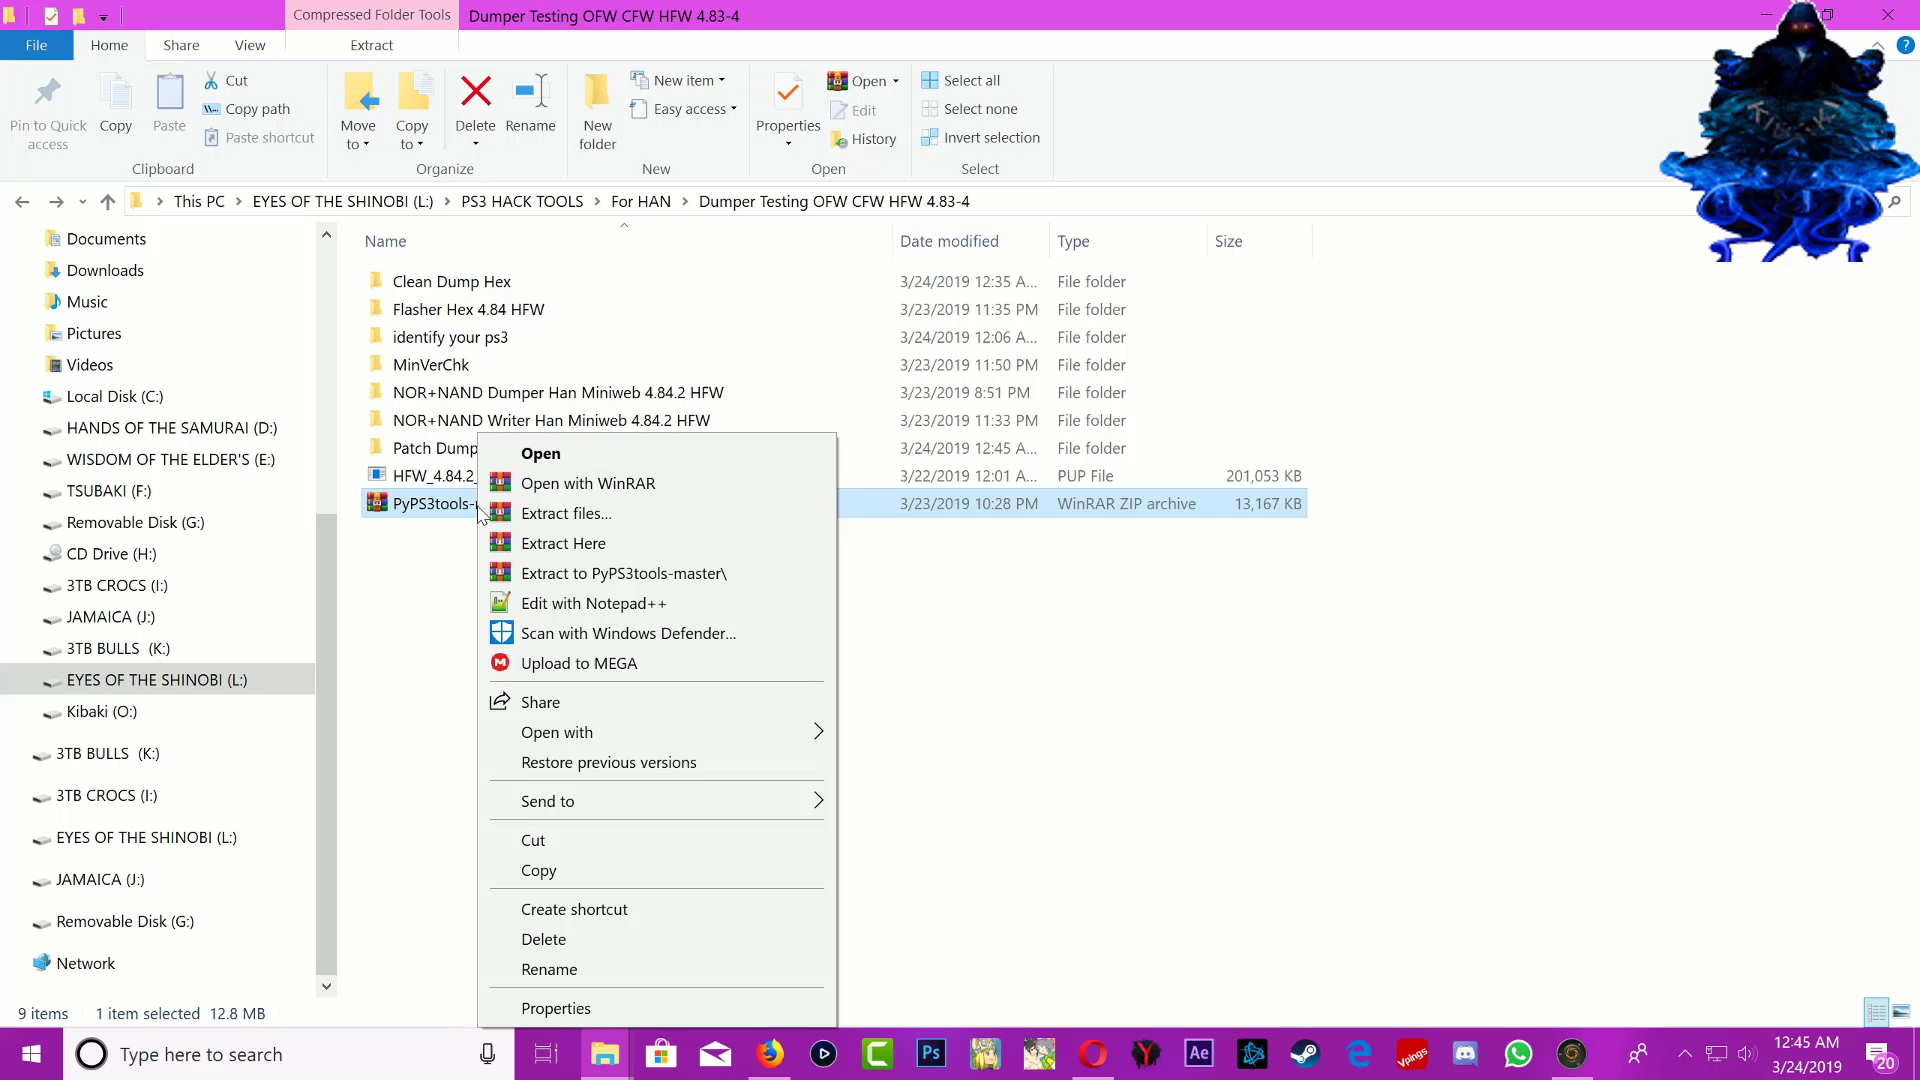 Compressed Folder Tools
Dumper Testing OFW CFW HFW 4.83-4
File
Home
Share
View
Extract
Pin to Quick access
Copy
Paste
Cut
Copy path
Paste shortcut
Clipboard
Move to
Copy to
Delete
Rename
Organize
New folder
New item
Easy access
New
Properties
Open
Edit
History
Open
Select all
Select none
Invert selection
Select
KIBAKI
This PC
EYES OF THE SHINOBI (L:)
PS3 HACK TOOLS
For HAN
Dumper Testing OFW CFW HFW 4.83-4
Documents
Downloads
Music
Pictures
Videos
Local Disk (C:)
HANDS OF THE SAMURAI (D:)
WISDOM OF THE ELDER'S (E:)
TSUBAKI (F:)
Removable Disk (G:)
CD Drive (H:)
3TB CROCS (I:)
JAMAICA (J:)
3TB BULLS (K:)
EYES OF THE SHINOBI (L:)
Kibaki (O:)
3TB BULLS (K:)
3TB CROCS (I:)
EYES OF THE SHINOBI (L:)
JAMAICA (J:)
Removable Disk (G:)
Network
Name Date modified Type Size
Clean Dump Hex 3/24/2019 12:35 A... File folder
Flasher Hex 4.84 HFW 3/23/2019 11:35 PM File folder
identify your ps3 3/24/2019 12:06 A... File folder
MinVerChk 3/23/2019 11:50 PM File folder
NOR+NAND Dumper Han Miniweb 4.84.2 HFW 3/23/2019 8:51 PM File folder
NOR+NAND Writer Han Miniweb 4.84.2 HFW 3/23/2019 11:33 PM File folder
Patch Dump 3/24/2019 12:45 A... File folder
HFW_4.84.2_ 3/22/2019 12:01 A... PUP File 201,053 KB
PyPS3tools- 3/23/2019 10:28 PM WinRAR ZIP archive 13,167 KB
Open
Open with WinRAR
Extract files...
Extract Here
Extract to PyPS3tools-master\
Edit with Notepad++
Scan with Windows Defender...
Upload to MEGA
Share
Open with
Restore previous versions
Send to
Cut
Copy
Create shortcut
Delete
Rename
Properties
9 items 1 item selected 12.8 MB
Type here to search
Ps
Ae
Vpings
12:45 AM
3/24/2019
20